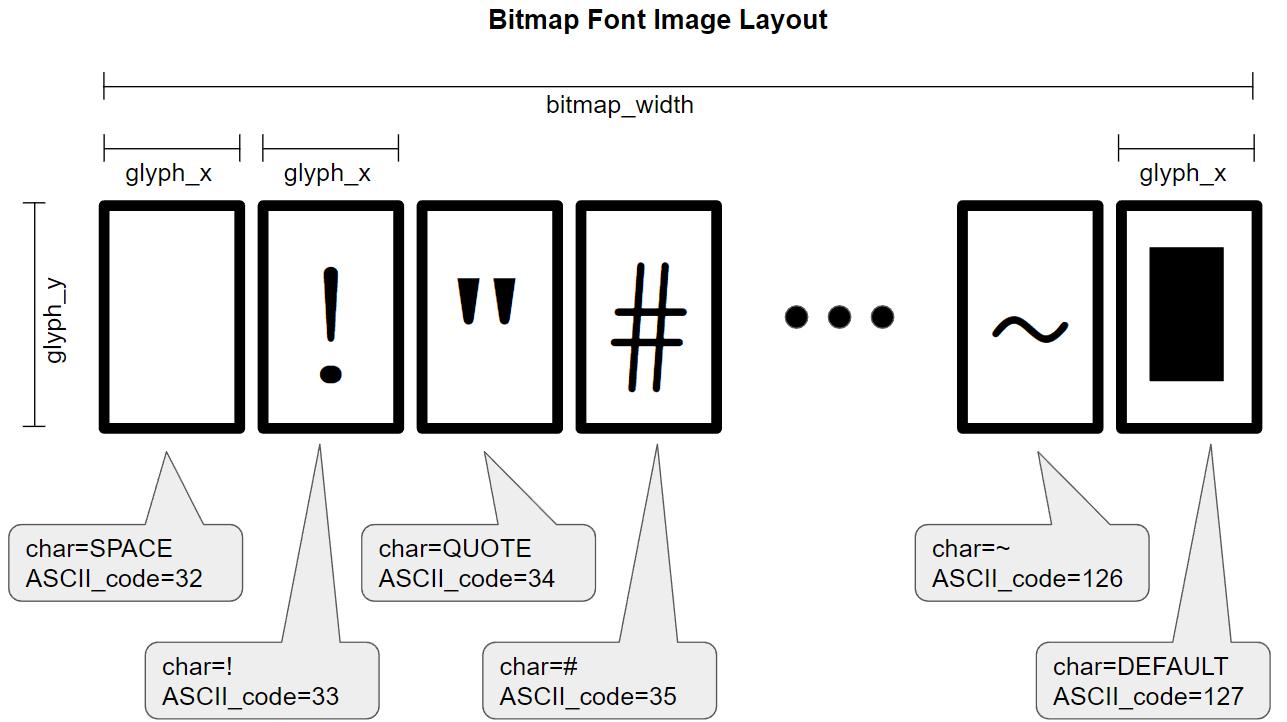 Bitmap Font Image Layout
bitmap_width
glyph_x
glyph_x
glyph_x
glyph_y
!
"
#
~
char=SPACE
ASCII_code=32
char=QUOTE
ASCII_code=34
char=~
ASCII_code=126
char=!
ASCII_code=33
char=#
ASCII_code=35
char=DEFAULT
ASCII_code=127